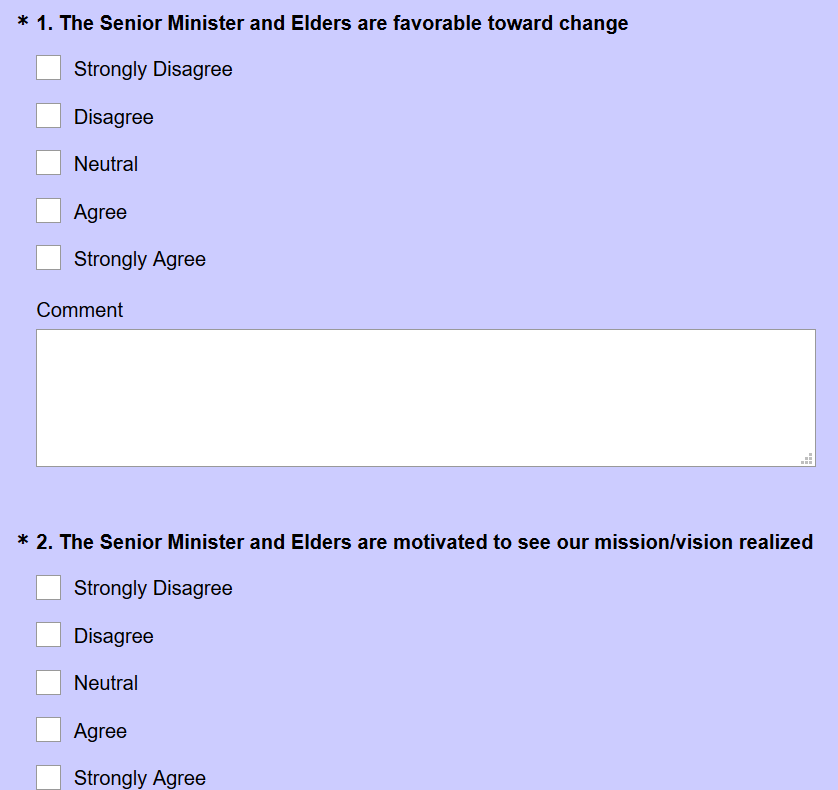 * 1. The Senior Minister and Elders are favorable toward change
Strongly Disagree
Disagree
Neutral
Agree
Strongly Agree
Comment
* 2. The Senior Minister and Elders are motivated to see our mission/vision realized
Strongly Disagree
Disagree
Neutral
Agree
Strongly Agree